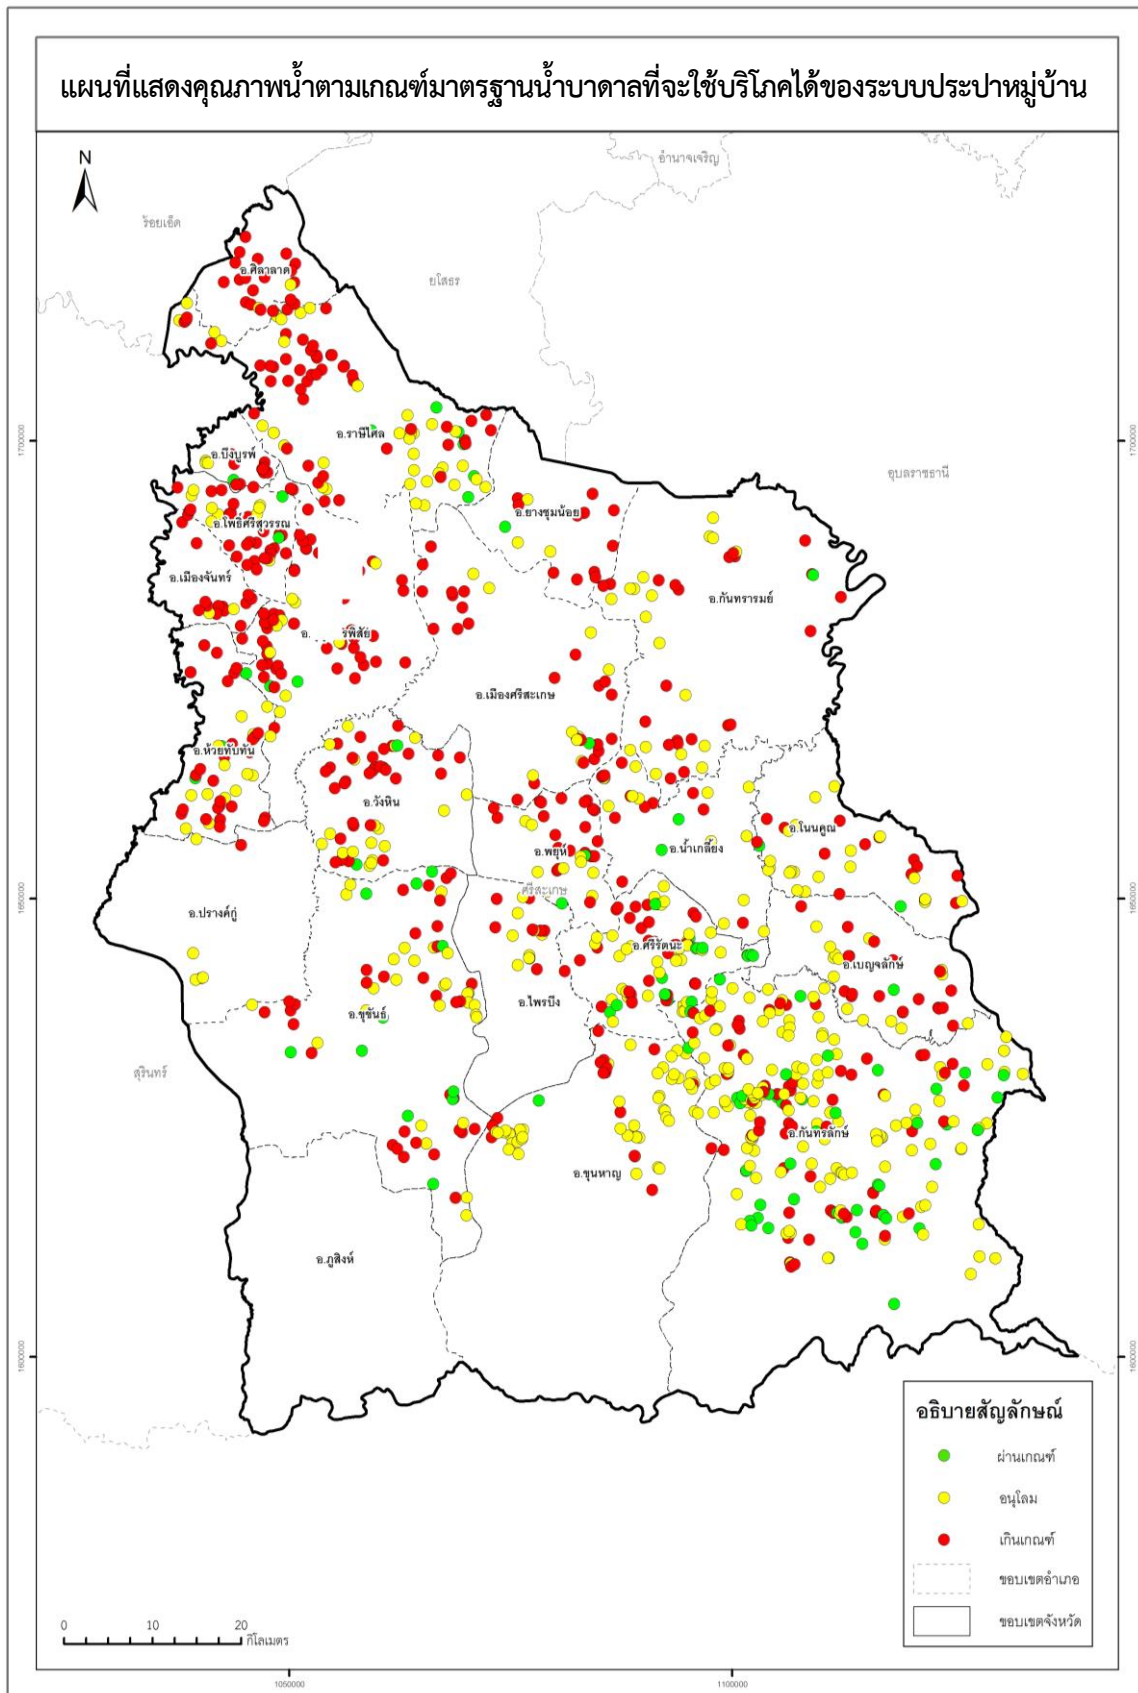 แผนที่แสดงคุณภาพน้ำตามเกณฑ์มาตรฐานน้ำบาดาลที่จะใช้บริโภคได้ของระบบประปาหมู่บ้าน
N
อำนาจเจริญ
ร้อยเอ็ด
อ.ศิลาลาด
ยโสธร
อ.ราษีไศล
1700000
1700000
อ.บึงบูรพ์
อุบลราชธานี
อ.ยางชุมน้อย
อ.โพธิ์ศรีสุวรรณ
อ.เมืองจันทร์
อ.กันทรารมย์
อ. รพิสัย
อ.เมืองศรีสะเกษ
อ.ห้วยทับทัน
อ.วังหิน
อ.โนนคูณ
อ.พยุห์
อ.น้ำเกลี้ยง
ศรีสะเกษ
1650000
1650000
อ.ปรางค์กู่
อ.ศรีรัตนะ
อ.เบญจลักษ์
อ.ไพรบึง
อ.ขุขันธ์
สุรินทร์
อ.กันทรลักษ์
อ.ขุนหาญ
อ.ภูสิงห์
1600000
1600000
อธิบายสัญลักษณ์
ผ่านเกณฑ์
อนุโลม
เกินเกณฑ์
ขอบเขตอำเภอ
ขอบเขตจังหวัด
0 10 20
กิโลเมตร
1050000
1100000